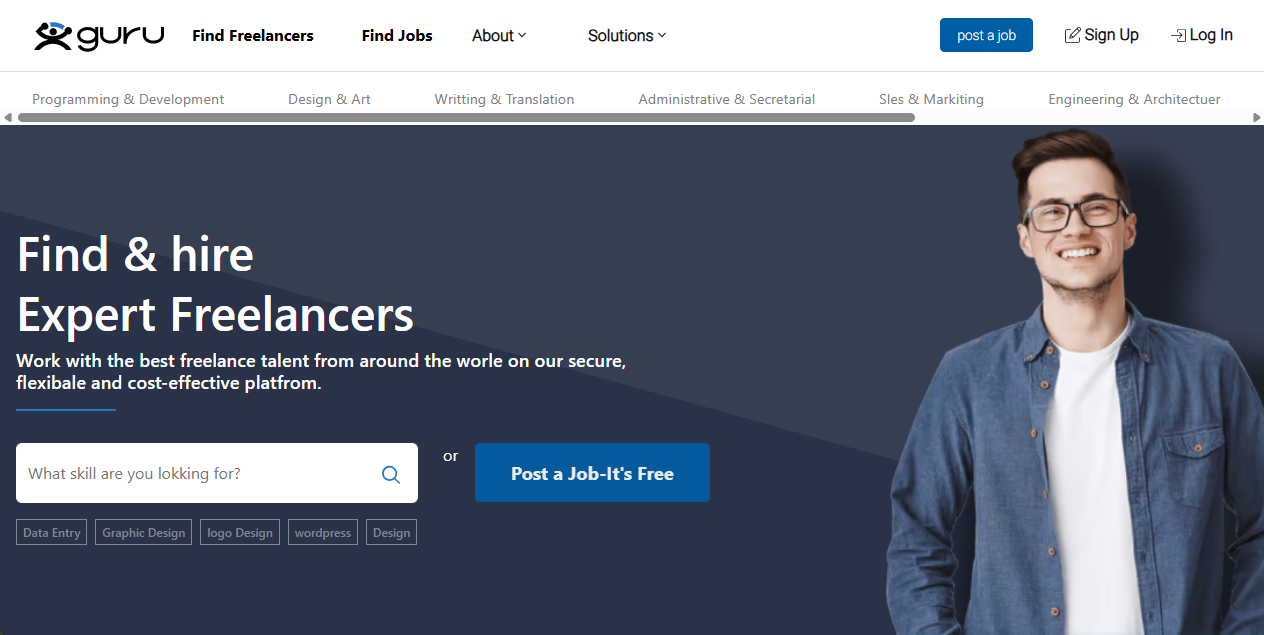 guru
Find Freelancers Find Jobs About Solutions post a job Sign Up Log In
Programming & Development Design & Art Writting & Translation Administrative & Secretarial Sles & Markiting Engineering & Architectuer
Find & hire
Expert Freelancers
Work with the best freelance talent from around the worle on our secure,
flexibale and cost-effective platfrom.
What skill are you lokking for? or Post a Job-It's Free
Data Entry Graphic Design logo Design wordpress Design